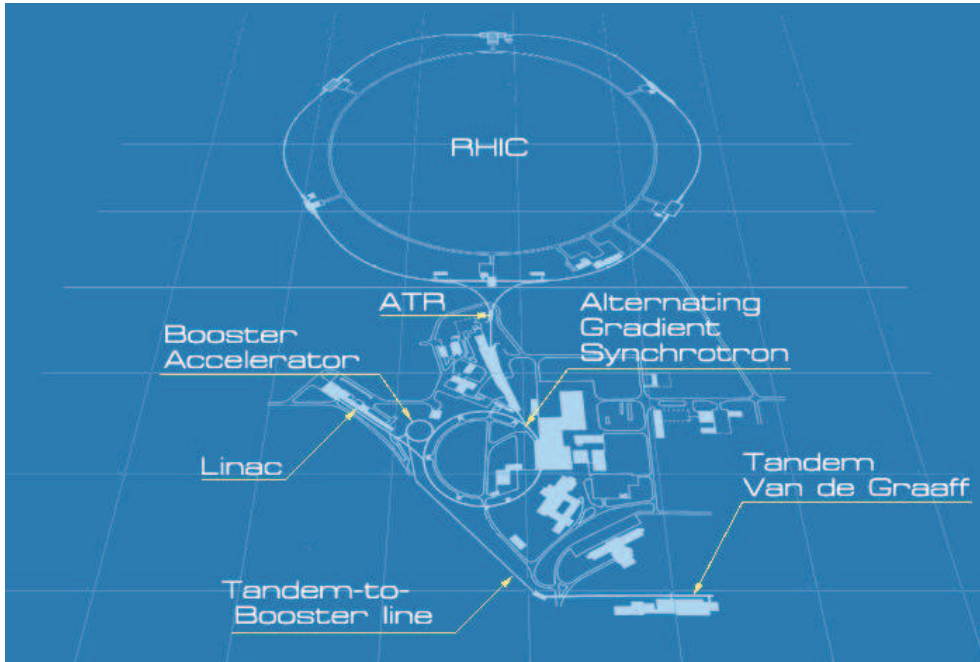 RHIC
ATR
Alternating
Gradient
Synchrotron
Booster
Accelerator
Linac
Tandem
Van de Graaff
Tandem-to-
Booster line